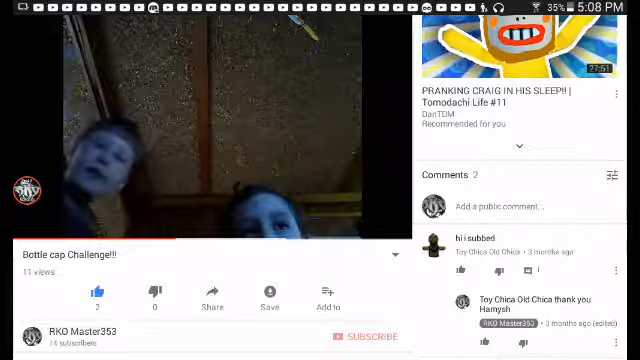 35% 5:08 PM
27:51
PRANKING CRAIG IN HIS SLEEP!! |
Tomodachi Life #11
DanTDM
Recommended for you
Comments 2
Add a public comment...
hi i subbed
Toy Chica Old Chica • 3 months ago
1
Toy Chica Old Chica thank you
Hamysh
RKO Master353 • 3 months ago (edited)
Bottle cap Challenge!!!
11 views
2
0
Share
Save
Add to
RKO Master353
14 subscribers
SUBSCRIBE